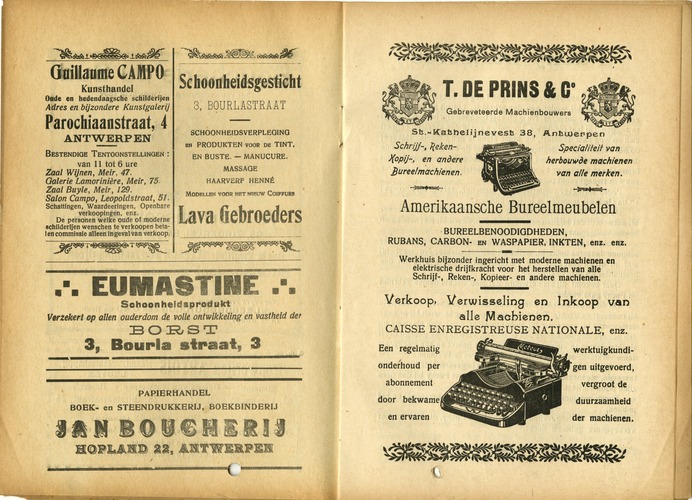 Guillaume CAMPO
Kunsthandel
Oude en hedendaagsche schilderijen
Adres en bijzondere Kunstgalerij
Parochiaanstraat, 4
ANTWERPEN
BESTENDIGE TENTOONSTELLINGEN :
van 11 tot 6 ure
Zaal Wijnen, Meir. 47.
Galerie Lamorinière, Meir, 75.
Zaal Buyle, Meir, 129.
Salon Campo, Leopoldstraat, 51.
Schattingen, Waardeeringen, Openbare
verkoopingen, enz.
De personen welke oude of moderne
schilderijen wenschen te verkoopen beta-
len commissie alleen ingeval van verkoop.
Schoonheidsgesticht
3, BOURLASTRAAT
SCHOONHEIDSVERPLEGING
EN PRODUKTEN VOOR DE TINT.
EN BUSTE. — MANUCURE.
MASSAGE
HAARVERF HENNÉ
MODELLEN VOOR HET NIEUW COIFFURE
Lava Gebroeders
EUMASTINE
Schoonheidsprodukt
Verzekert op allen ouderdom de volle ontwikkeling en vastheid der
BORST
3, Bourla straat, 3
PAPIERHANDEL
BOEK- EN STEENDRUKKERIJ, BOEKBINDERIJ
JAN BOUCHERIJ
HOPLAND 22, ANTWERPEN
T. DE PRINS & Co
Gebreveteerde Machienbouwers
St.-Kathelijnevest 38, Antwerpen
Schrijf-, Reken-
Kopij-, en andere
Bureelmachienen.
Specialiteit van
herbouwde machienen
van alle merken.
Amerikaansche Bureelmeubelen
BUREELBENOODIGDHEDEN,
RUBANS, CARBON- EN WASPAPIER, INKTEN, enz. enz.
Werkhuis bijzonder ingericht met moderne machienen en
elektrische drijfkracht voor het herstellen van alle
Schrijf-, Reken-, Kopieer- en andere machienen.
Verkoop, Verwisseling en Inkoop van
alle Machienen.
CAISSE ENREGISTREUSE NATIONALE, enz.
Een regelmatig
onderhoud per
abonnement
door bekwame
en ervaren
werktuigkundi-
gen uitgevoerd,
vergroot de
duurzaamheid
der machienen.